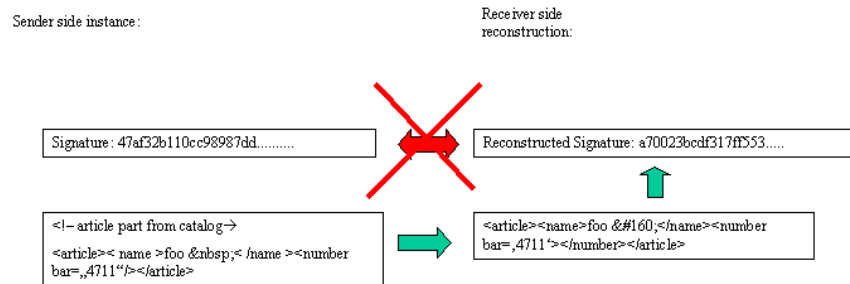 Sender side instance:
Receiver side
reconstruction:
Signature: 47af32b110cc98987dd..........
Reconstructed Signature: a70023bcdf317ff553.....
<!– article part from catalog→
<article>< name >foo &nbsp;< /name ><number
bar=„4711“/></article>
<article><name>foo &#160;</name><number
bar=‚4711‘></number></article>